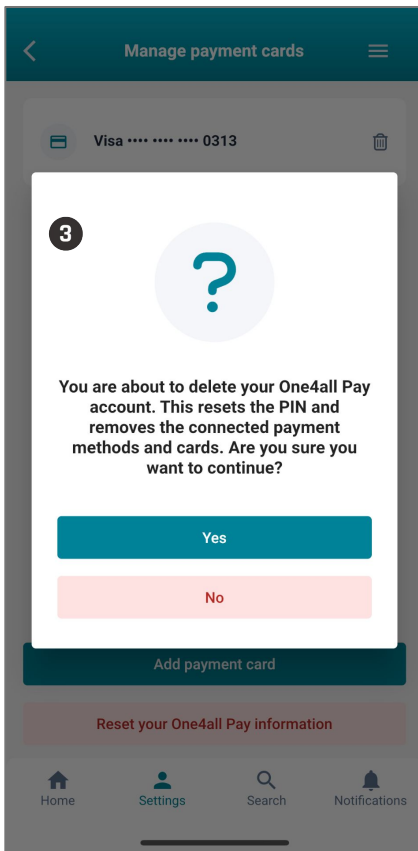 Manage payment cards
Visa •••• •••• •••• 0313
3
?
You are about to delete your One4all Pay
account. This resets the PIN and
removes the connected payment
methods and cards. Are you sure you
want to continue?
Yes
No
Add payment card
Reset your One4all Pay information
Home Settings Search Notifications